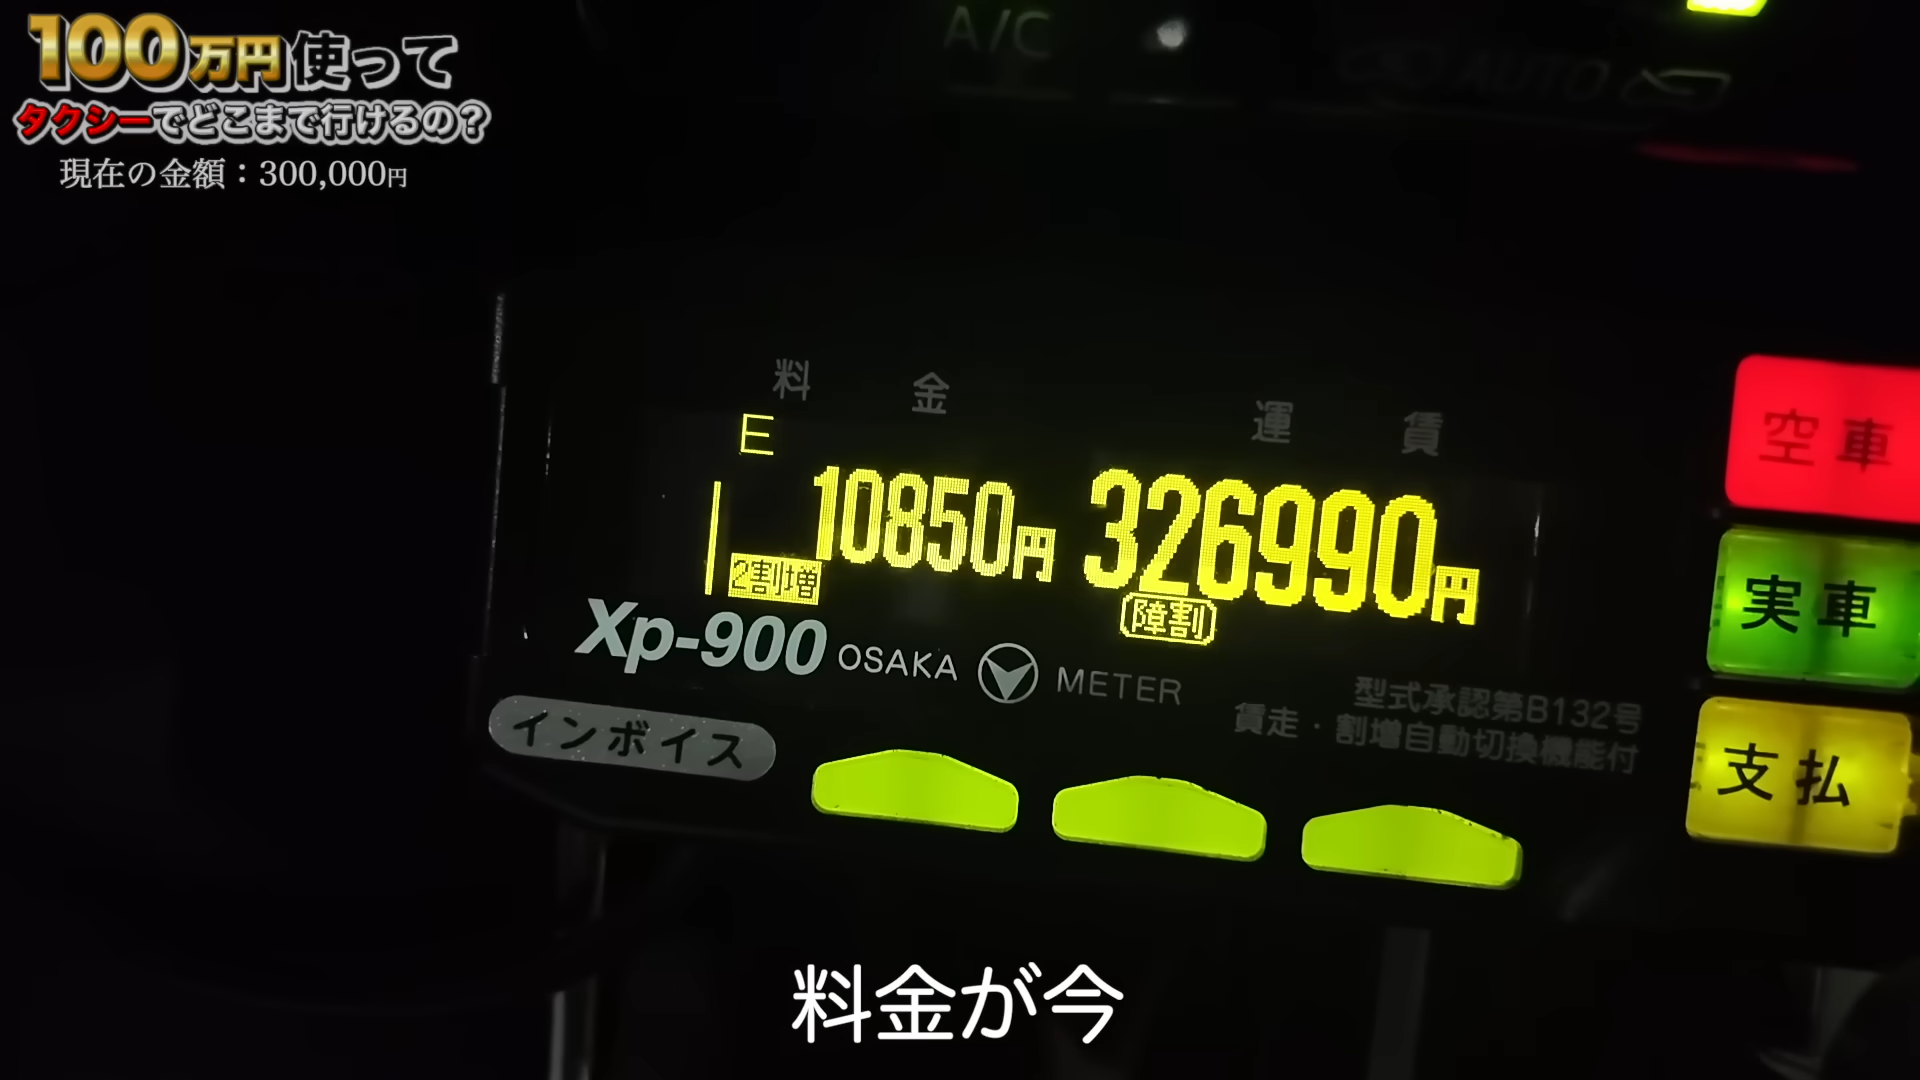 100万円使って
タクシーでどこまで行けるの?
現在の金額:300,000円
A/C
AUTO
料金 運賃
E
10850円 326990円
2割増 障割
空車
実車
支払
Xp-900 OSAKA METER
型式承認第B132号
賃走・割増自動切換機能付
インボイス
料金が今